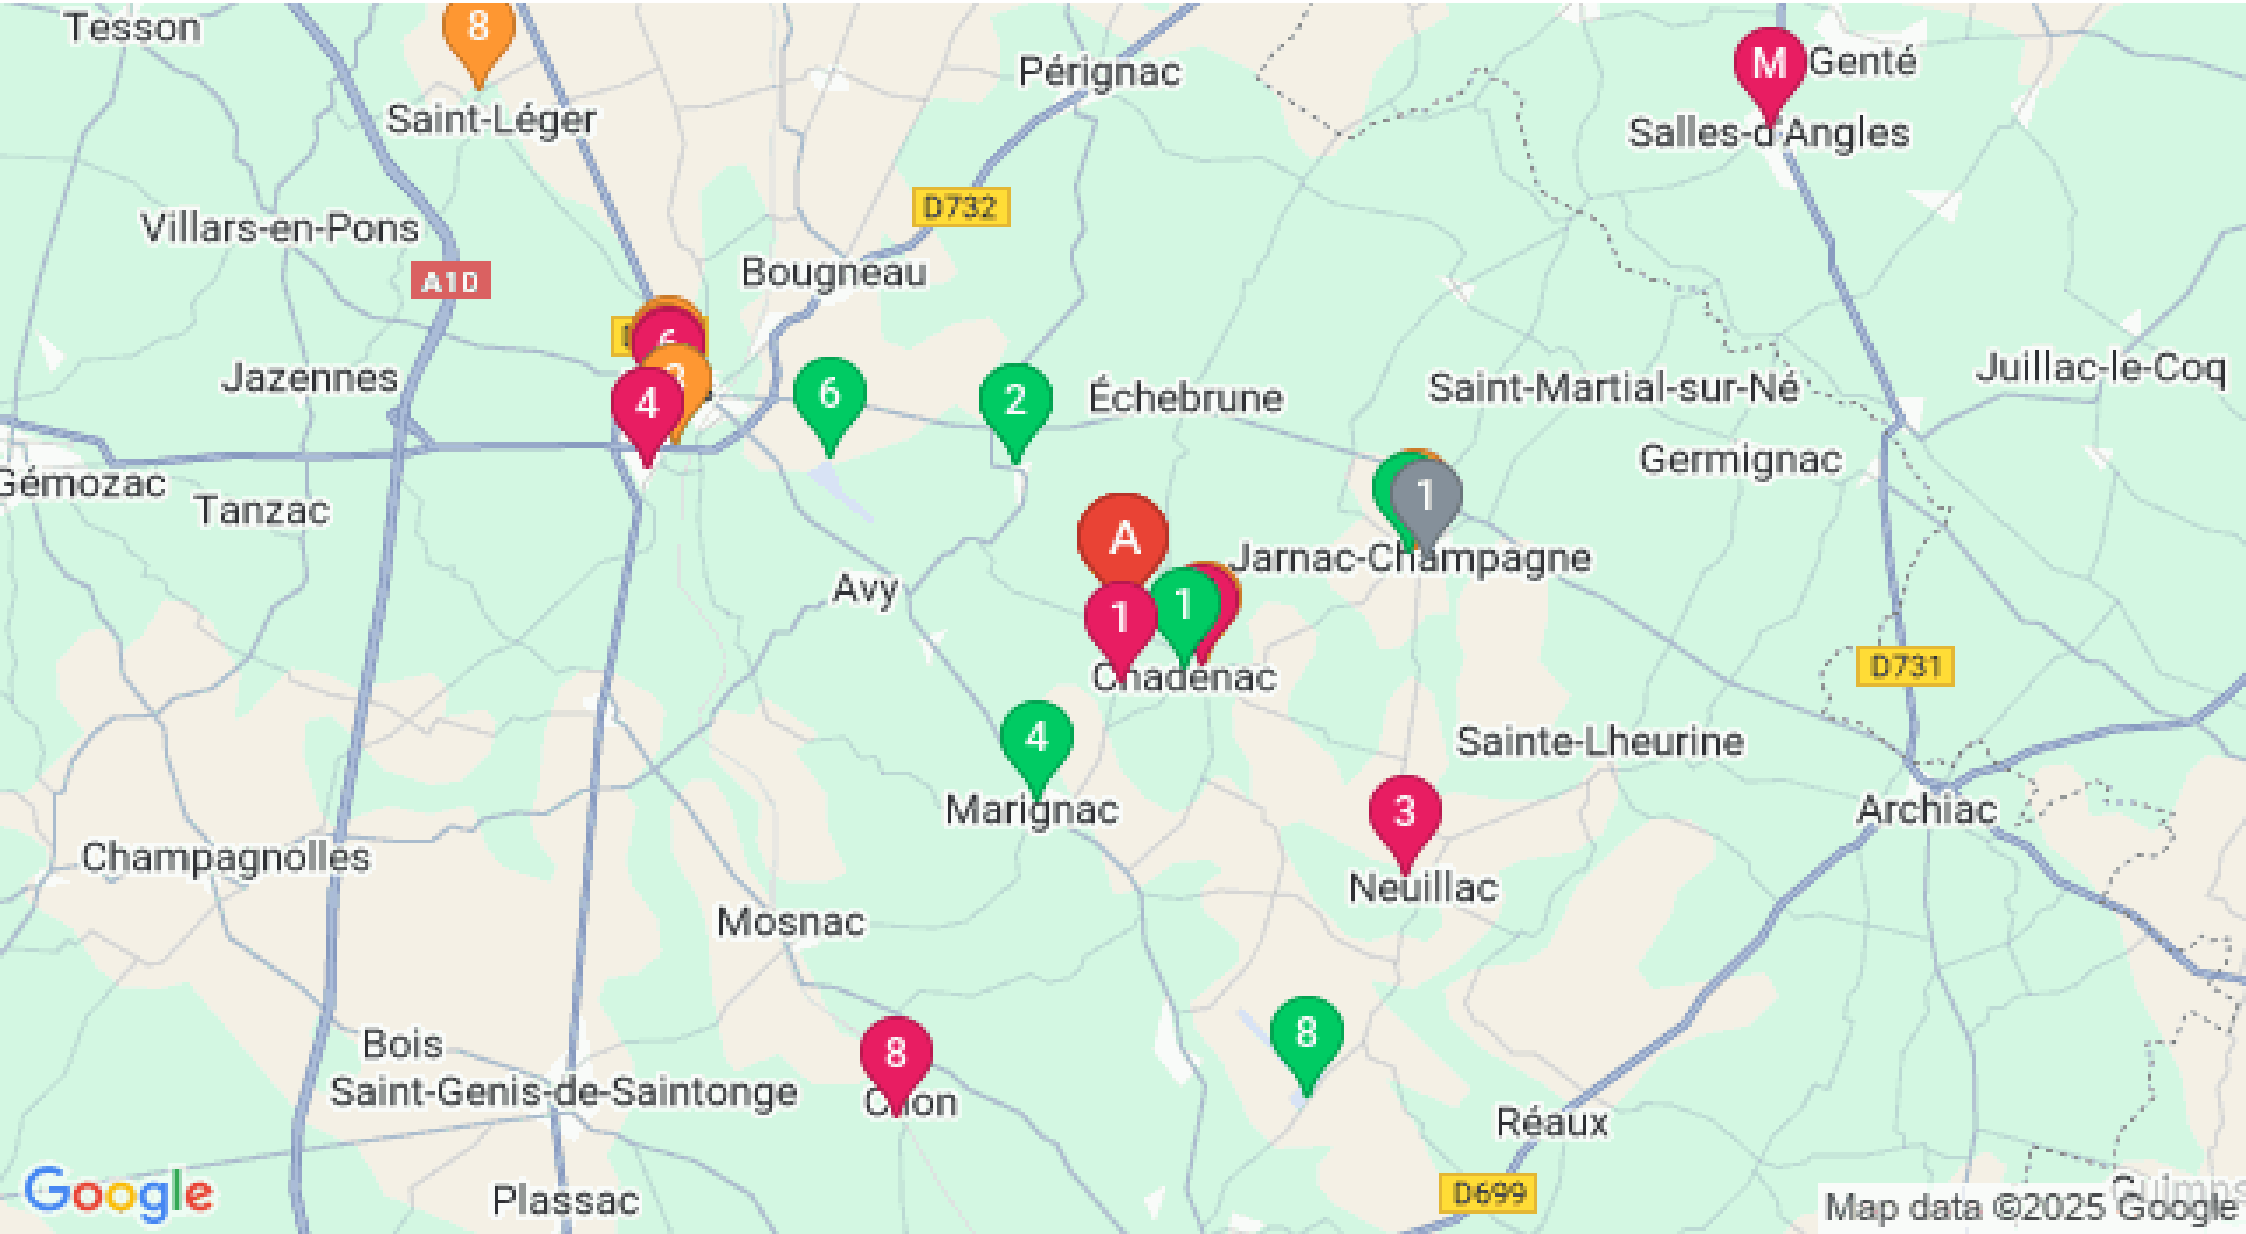 Tesson
8
Pérignac
M
Genté
Saint-Léger
Salles-d'Angles
D732
Villars-en-Pons
Bougneau
A10
6
Jazennes
4
6
2
Échebrune
Saint-Martial-sur-Né
Juillac-le-Coq
Germignac
Gémozac
Tanzac
1
A
Jarnac-Champagne
Avy
1
1
Chadenac
D731
4
Sainte-Lheurine
Marignac
3
Archiac
Champagnolles
Neuillac
Mosnac
8
Bois
8
Saint-Genis-de-Saintonge
Clion
Réaux
Google
Plassac
D699
Map data ©2025 Google